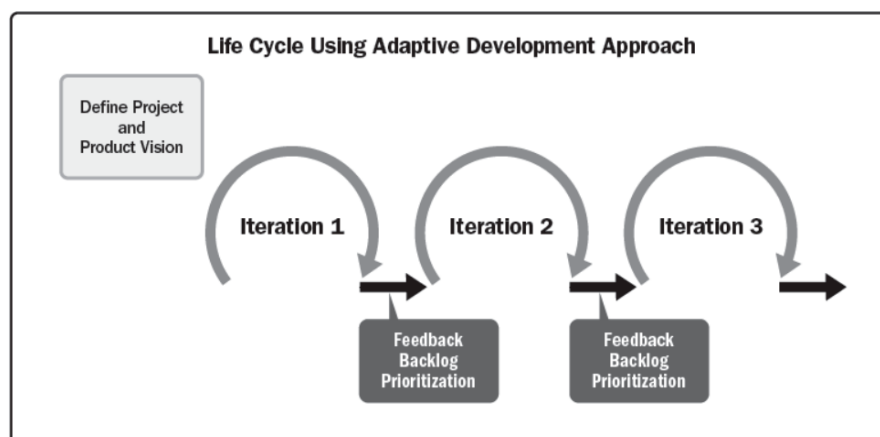 Life Cycle Using Adaptive Development Approach
Define Project
and
Product Vision
Iteration 1
Iteration 2
Iteration 3
Feedback
Backlog
Prioritization
Feedback
Backlog
Prioritization